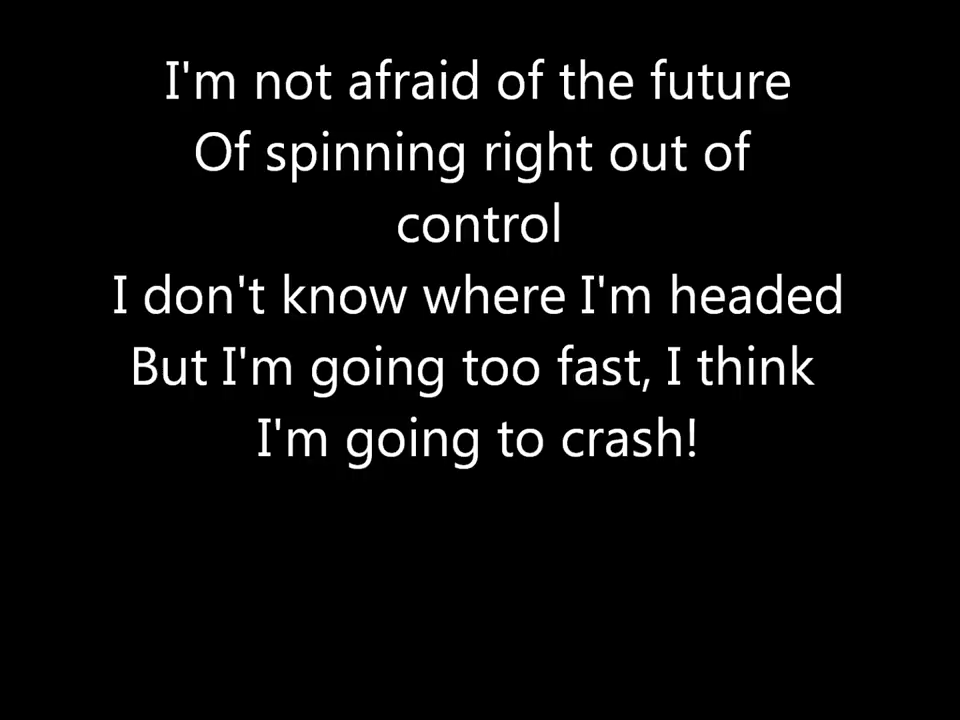 I'm not afraid of the future
Of spinning right out of
control
I don't know where I'm headed
But I'm going too fast, I think
I'm going to crash!